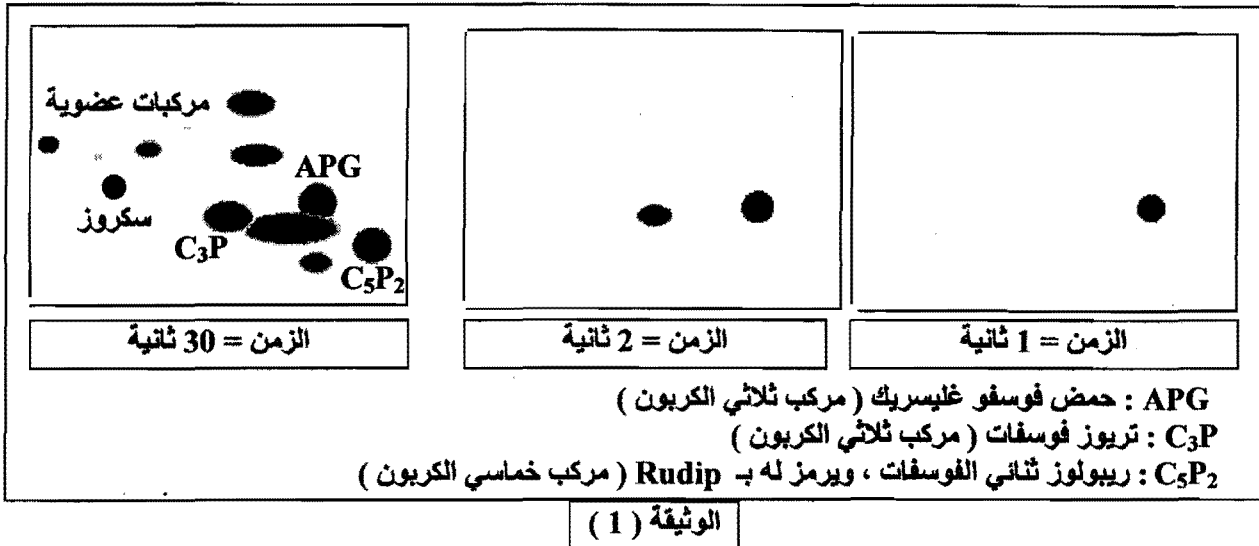 مركبات عضوية
APG
سكروز
C₃P
C₅P₂
الزمن = 1 ثانية
الزمن = 2 ثانية
الزمن = 30 ثانية
APG : حمض فوسفو غليسريك ( مركب ثلاثي الكربون )
C₃P : تريوز فوسفات ( مركب ثلاثي الكربون )
C₅P₂ : ريبولوز ثنائي الفوسفات ، ويرمز له بـ Rudip ( مركب خماسي الكربون )
الوثيقة ( 1 )